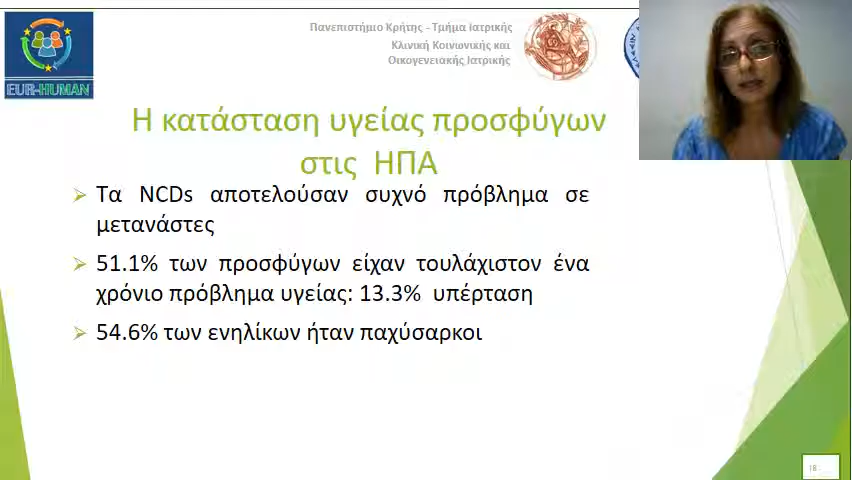 Πανεπιστήμιο Κρήτης - Τμήμα Ιατρικής
Κλινική Κοινωνικής και
Οικογενειακής Ιατρικής
EUR-HUMAN
Η κατάσταση υγείας προσφύγων
στις ΗΠΑ
Τα NCDs αποτελούσαν συχνό πρόβλημα σε
μετανάστες
51.1% των προσφύγων είχαν τουλάχιστον ένα
χρόνιο πρόβλημα υγείας: 13.3% υπέρταση
54.6% των ενηλίκων ήταν παχύσαρκοι
18